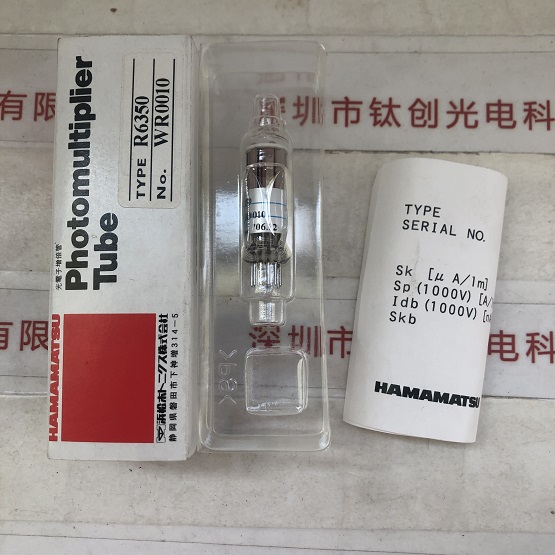 Photomultiplier
Tube
光電子増倍管
TYPE R6350
No. WR0010
HAMAMATSU
浜松ホトニクス株式会社
静岡県磐田市下神増314-5
0010
TYPE
SERIAL NO.
Sk [μ A/lm]
Sp (1000V) [A/
Idb (1000V) [n
Skb
HAMAMATSU
有限
深圳市钛创光电科
有限
深圳市
光电科